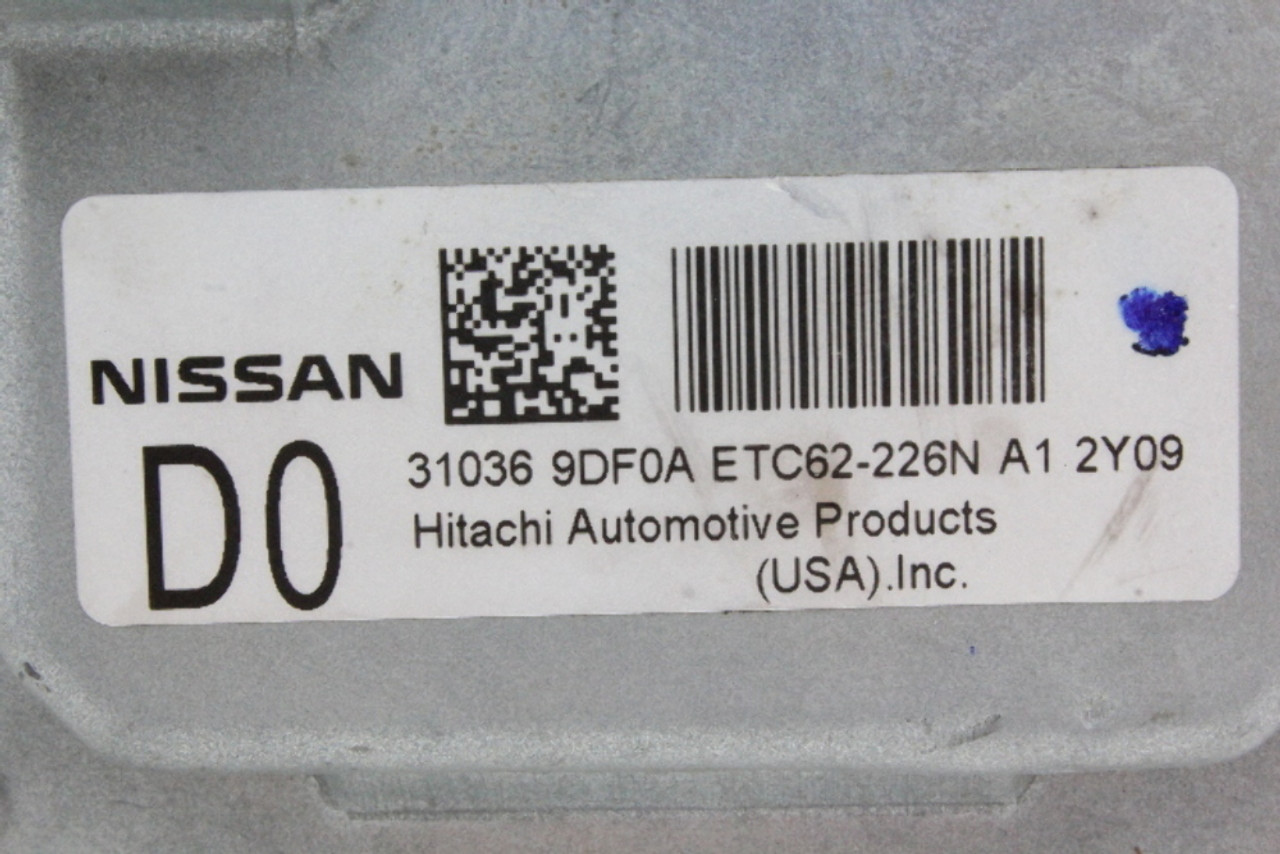 NISSAN
D0
31036 9DF0A ETC62-226N A1 2Y09
Hitachi Automotive Products
(USA).Inc.